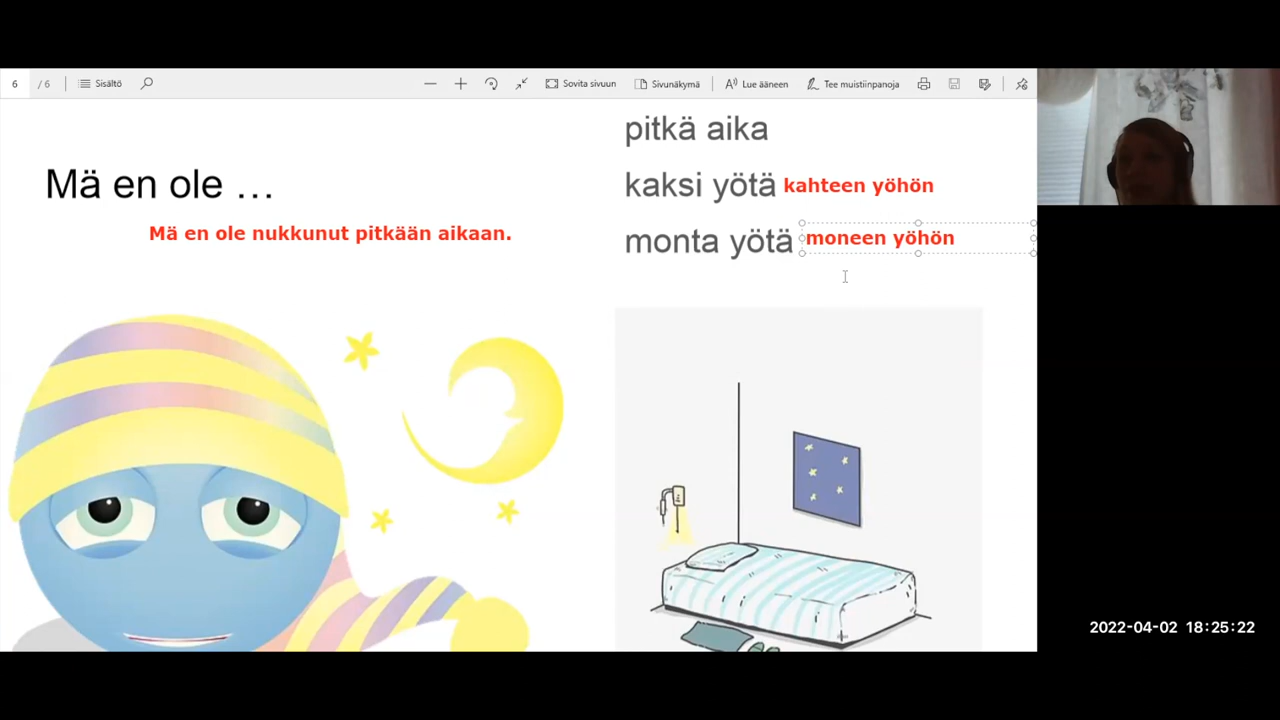 6 / 6 Sisältö Sovita sivuun Sivunäkymä Lue ääneen Tee muistiinpanoja
pitkä aika
Mä en ole …
kaksi yötä kahteen yöhön
Mä en ole nukkunut pitkään aikaan.
monta yötä moneen yöhön
2022-04-02 18:25:22